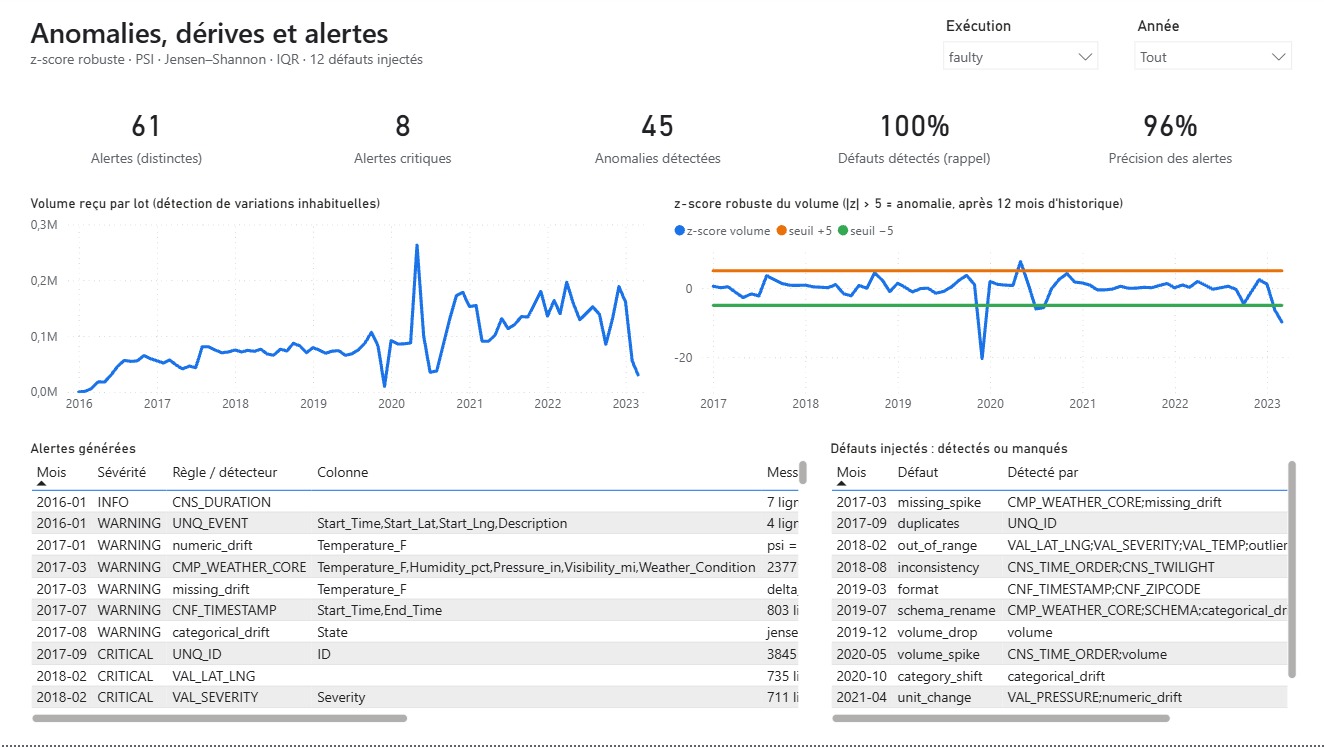 Anomalies, dérives et alertes
z-score robuste · PSI · Jensen–Shannon · IQR · 12 défauts injectés
Exécution
faulty
Année
Tout
61
Alertes (distinctes)
8
Alertes critiques
45
Anomalies détectées
100%
Défauts détectés (rappel)
96%
Précision des alertes
Volume reçu par lot (détection de variations inhabituelles)
0,3M
0,2M
0,1M
0,0M
2016 2017 2018 2019 2020 2021 2022 2023
z-score robuste du volume (|z| > 5 = anomalie, après 12 mois d'historique)
z-score volume seuil +5 seuil −5
0
-20
2017 2018 2019 2020 2021 2022 2023
Alertes générées
Mois Sévérité Règle / détecteur Colonne Mess
2016-01 INFO CNS_DURATION 7 ligr
2016-01 WARNING UNQ_EVENT Start_Time,Start_Lat,Start_Lng,Description 4 ligr
2017-01 WARNING numeric_drift Temperature_F psi =
2017-03 WARNING CMP_WEATHER_CORE Temperature_F,Humidity_pct,Pressure_in,Visibility_mi,Weather_Condition 2377
2017-03 WARNING missing_drift Temperature_F delta_
2017-07 WARNING CNF_TIMESTAMP Start_Time,End_Time 803 li
2017-08 WARNING categorical_drift State jense
2017-09 CRITICAL UNQ_ID ID 3845
2018-02 CRITICAL VAL_LAT_LNG 735 li
2018-02 CRITICAL VAL_SEVERITY Severity 711 li
Défauts injectés : détectés ou manqués
Mois Défaut Détecté par
2017-03 missing_spike CMP_WEATHER_CORE;missing_drift
2017-09 duplicates UNQ_ID
2018-02 out_of_range VAL_LAT_LNG;VAL_SEVERITY;VAL_TEMP;outlier
2018-08 inconsistency CNS_TIME_ORDER;CNS_TWILIGHT
2019-03 format CNF_TIMESTAMP;CNF_ZIPCODE
2019-07 schema_rename CMP_WEATHER_CORE;SCHEMA;categorical_dr
2019-12 volume_drop volume
2020-05 volume_spike CNS_TIME_ORDER;volume
2020-10 category_shift categorical_drift
2021-04 unit_change VAL_PRESSURE;numeric_drift